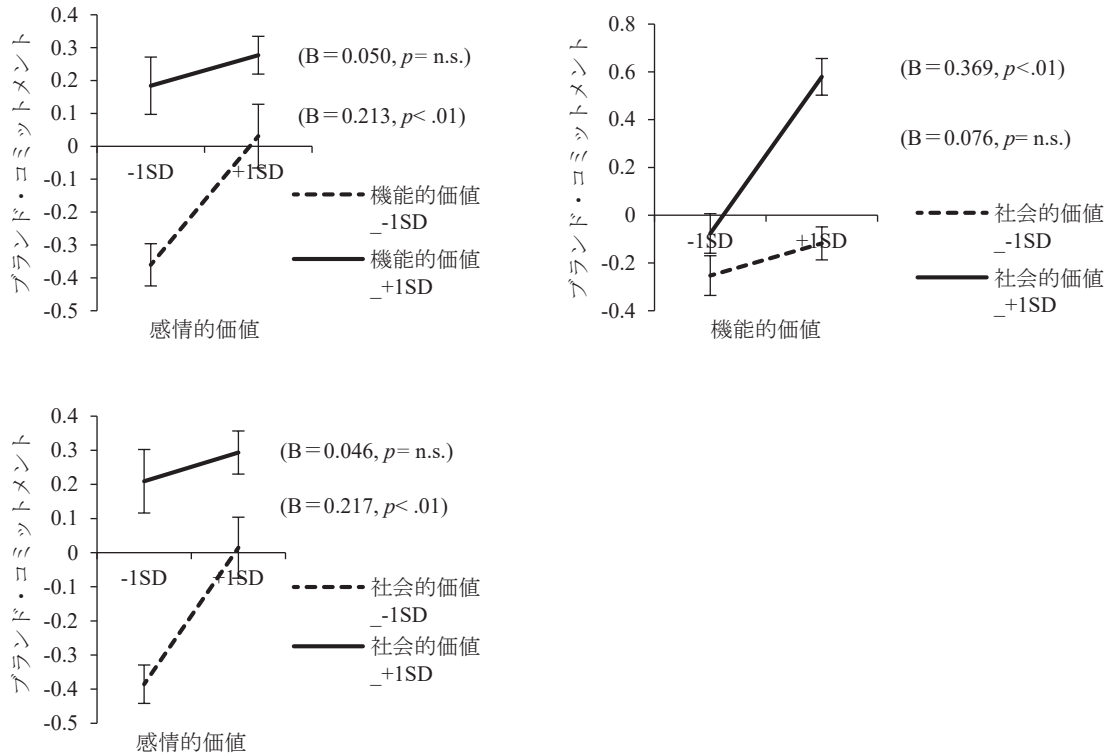 ブランド・コミットメント
0.4
0.3
0.2
0.1
0
-0.1
-0.2
-0.3
-0.4
-0.5
-1SD
+1SD
感情的価値
(B＝0.050, p= n.s.)
(B＝0.213, p< .01)
機能的価値
_-1SD
機能的価値
_+1SD
ブランド・コミットメント
0.8
0.6
0.4
0.2
0
-0.2
-0.4
-1SD
+1SD
機能的価値
(B＝0.369, p<.01)
(B＝0.076, p= n.s.)
社会的価値
_-1SD
社会的価値
_+1SD
ブランド・コミットメント
0.4
0.3
0.2
0.1
0
-0.1
-0.2
-0.3
-0.4
-0.5
-1SD
+1SD
感情的価値
(B＝0.046, p= n.s.)
(B＝0.217, p< .01)
社会的価値
_-1SD
社会的価値
_+1SD